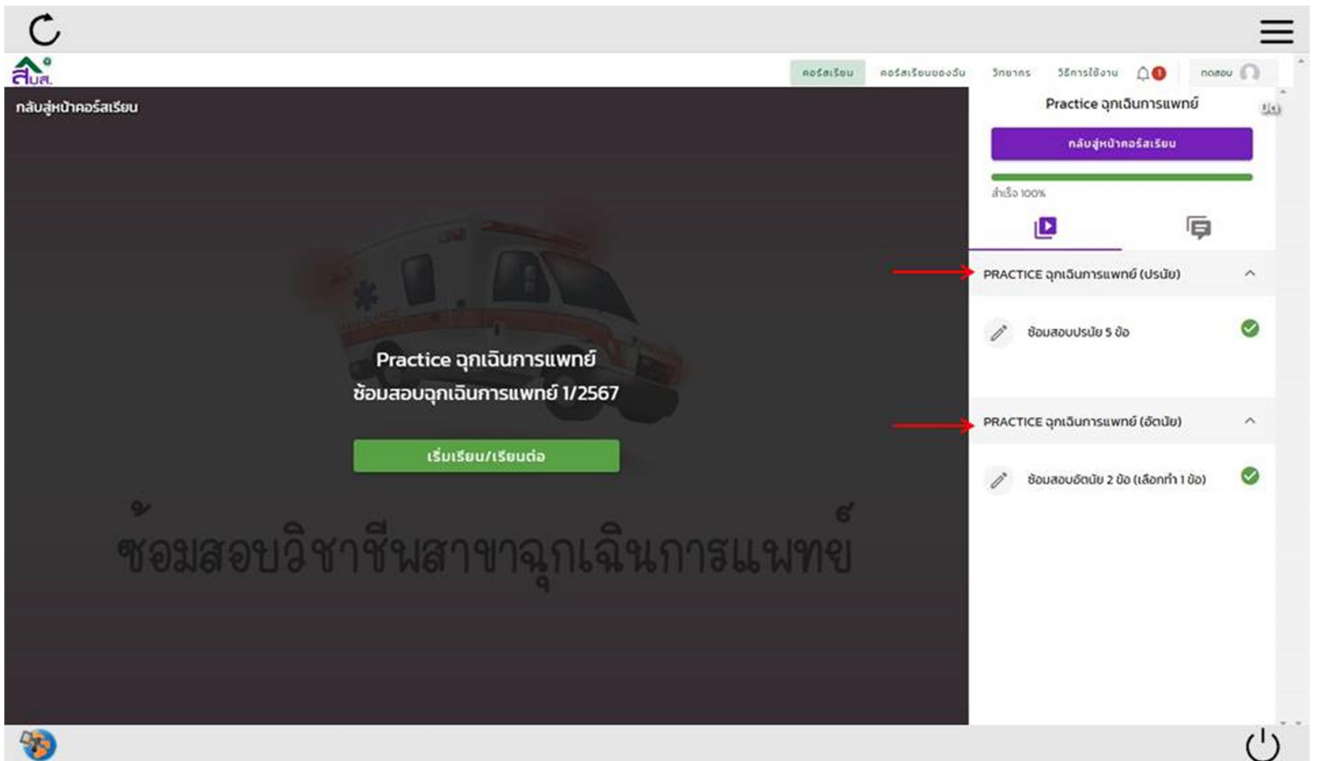 สบส.
คอร์สเรียน
คอร์สเรียนของฉัน
วิทยากร
วิธีการใช้งาน
1
ทดสอบ
กลับสู่หน้าคอร์สเรียน
Practice ฉุกเฉินการแพทย์
กลับสู่หน้าคอร์สเรียน
สำเร็จ 100%
PRACTICE ฉุกเฉินการแพทย์ (ปรนัย)
ซ้อมสอบปรนัย 5 ข้อ
PRACTICE ฉุกเฉินการแพทย์ (อัตนัย)
ซ้อมสอบอัตนัย 2 ข้อ (เลือกทำ 1 ข้อ)
Practice ฉุกเฉินการแพทย์
ซ้อมสอบฉุกเฉินการแพทย์ 1/2567
เริ่มเรียน/เรียนต่อ
ซ้อมสอบวิชาชีพสาขาฉุกเฉินการแพทย์